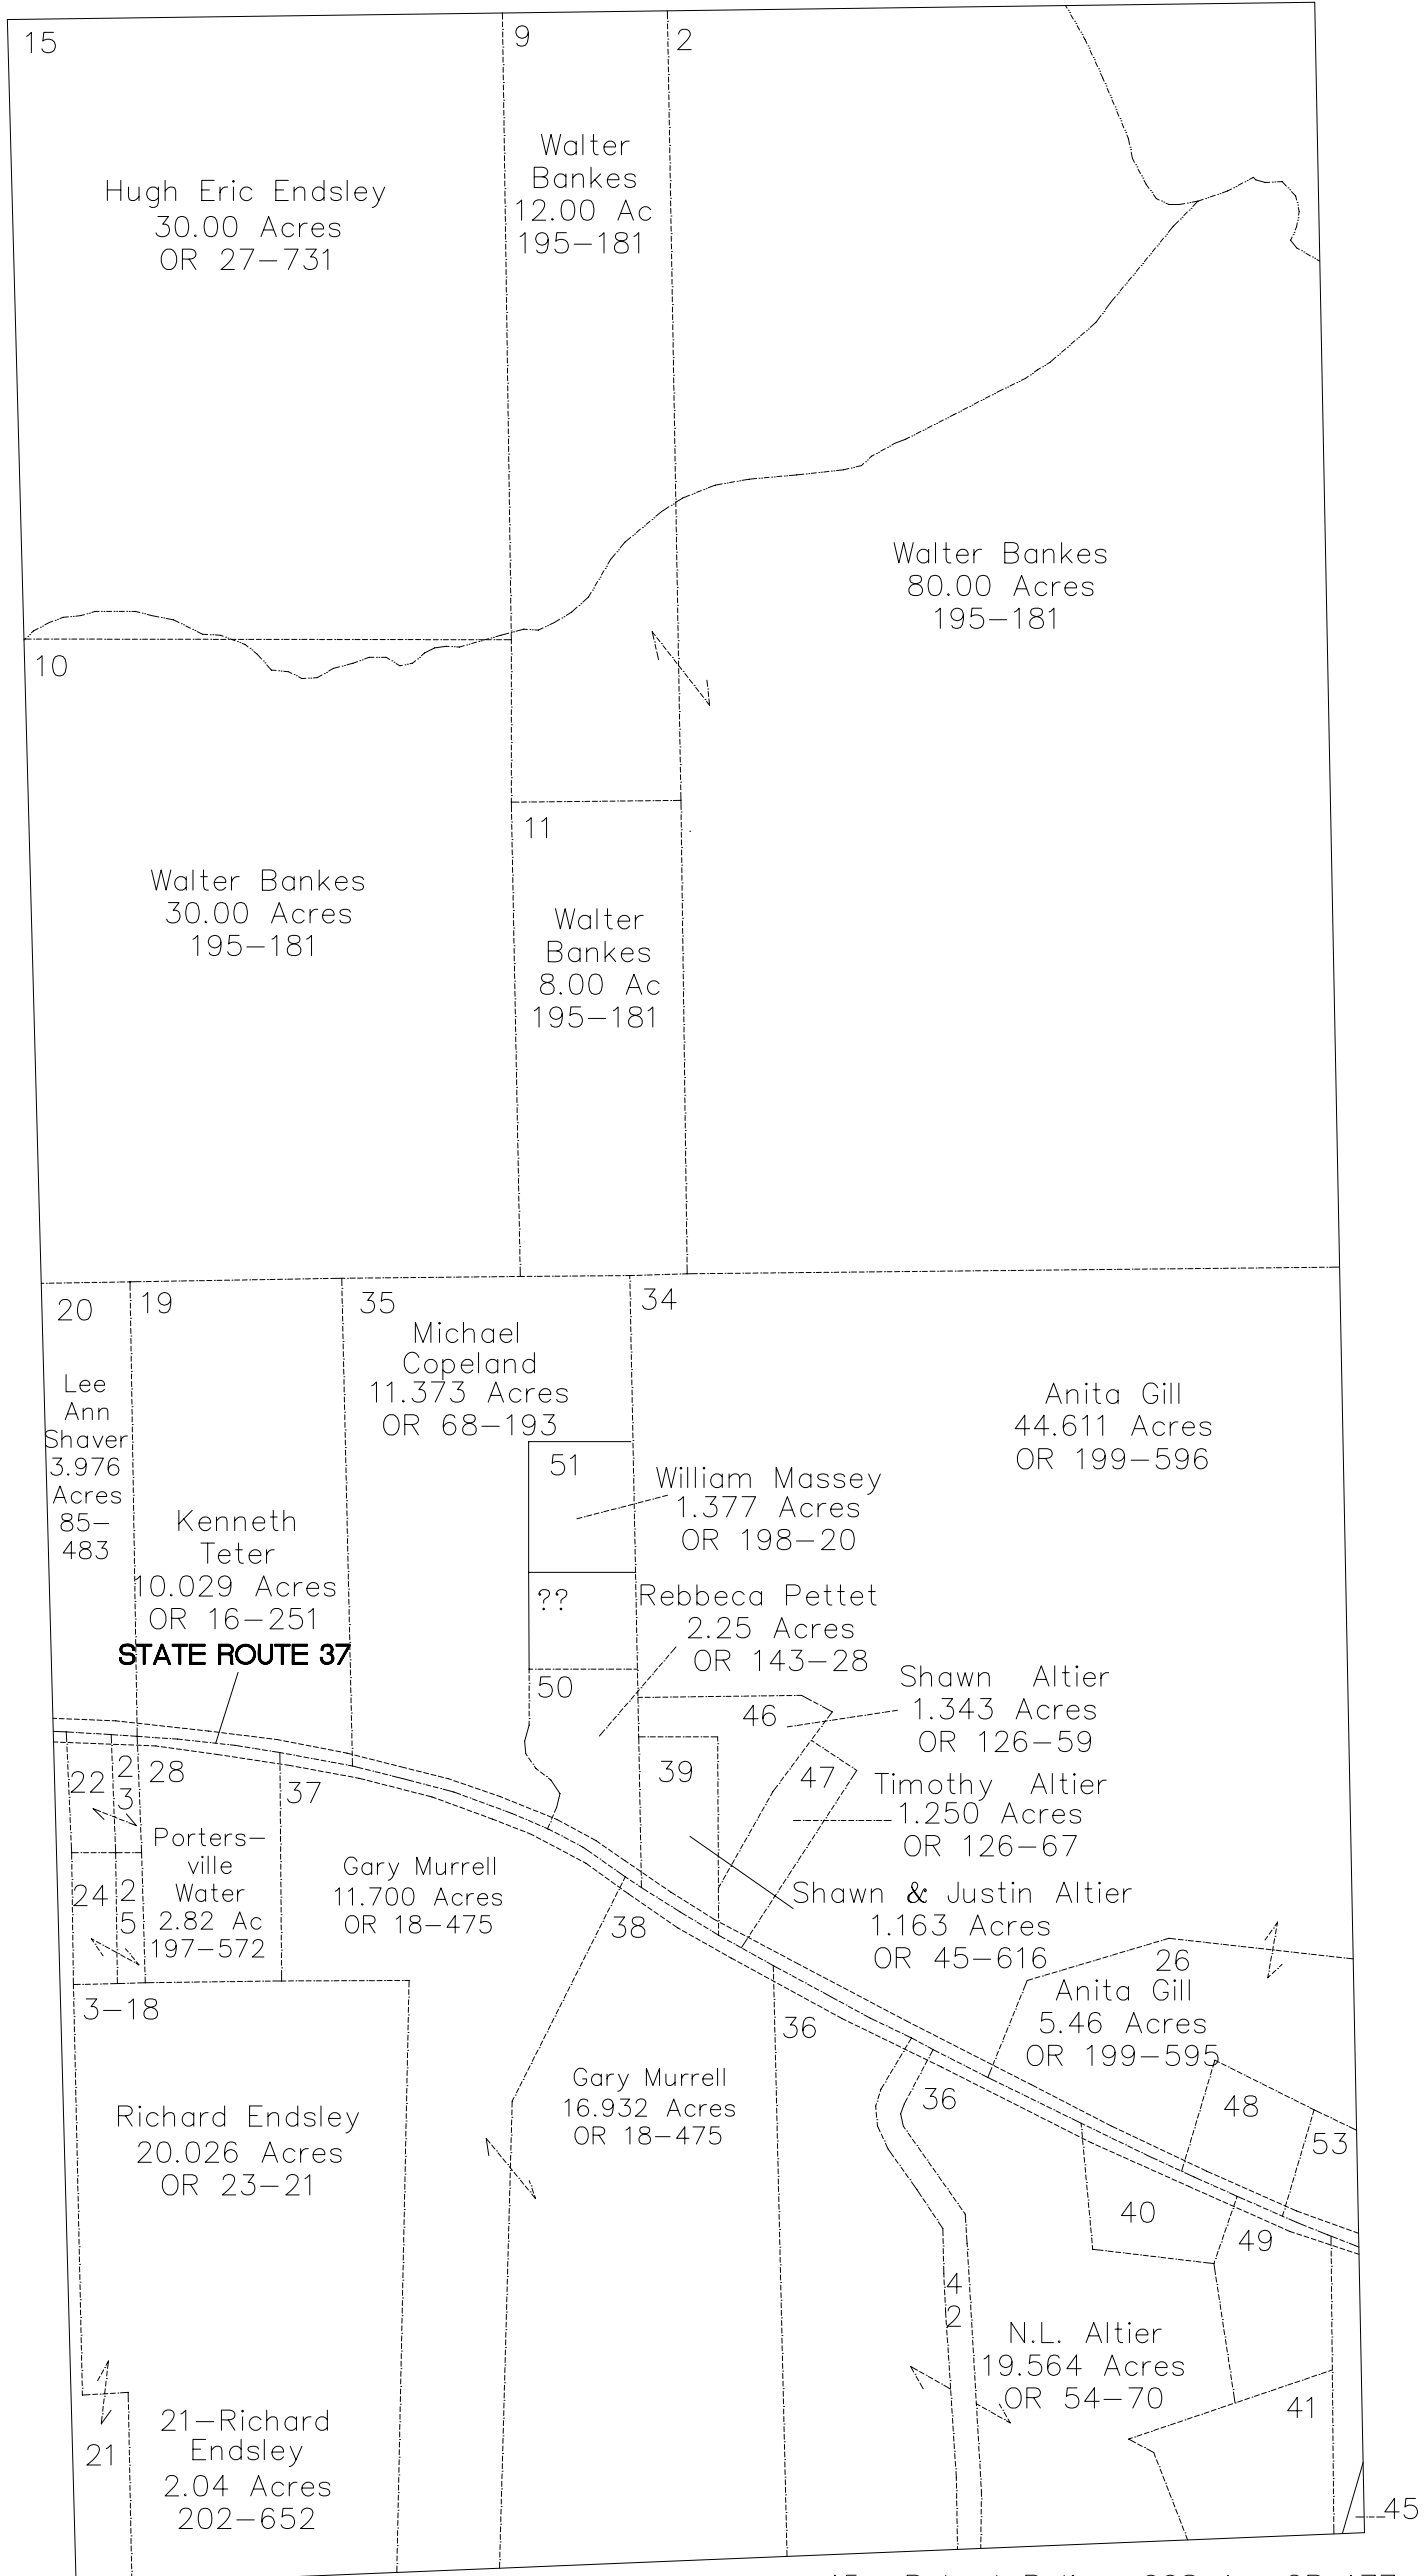 15
9
2
Hugh Eric Endsley
30.00 Acres
OR 27-731
Walter
Bankes
12.00 Ac
195-181
Walter Bankes
80.00 Acres
195-181
10
11
Walter Bankes
30.00 Acres
195-181
Walter
Bankes
8.00 Ac
195-181
20
19
35
34
Michael
Copeland
11.373 Acres
OR 68-193
Lee
Ann
Shaver
3.976
Acres
85-
483
Anita Gill
44.611 Acres
OR 199-596
51
William Massey
1.377 Acres
OR 198-20
Kenneth
Teter
10.029 Acres
OR 16-251
STATE ROUTE 37
??
Rebbeca Pettet
2.25 Acres
OR 143-28
50
46
Shawn Altier
1.343 Acres
OR 126-59
22
2
3
28
37
39
47
Timothy Altier
1.250 Acres
OR 126-67
Porters-
ville
Water
2.82 Ac
197-572
24
2
5
Gary Murrell
11.700 Acres
OR 18-475
38
Shawn & Justin Altier
1.163 Acres
OR 45-616
26
Anita Gill
5.46 Acres
OR 199-595
3-18
36
Gary Murrell
16.932 Acres
OR 18-475
36
48
53
Richard Endsley
20.026 Acres
OR 23-21
40
49
4
2
N.L. Altier
19.564 Acres
OR 54-70
41
21
21-Richard
Endsley
2.04 Acres
202-652
45